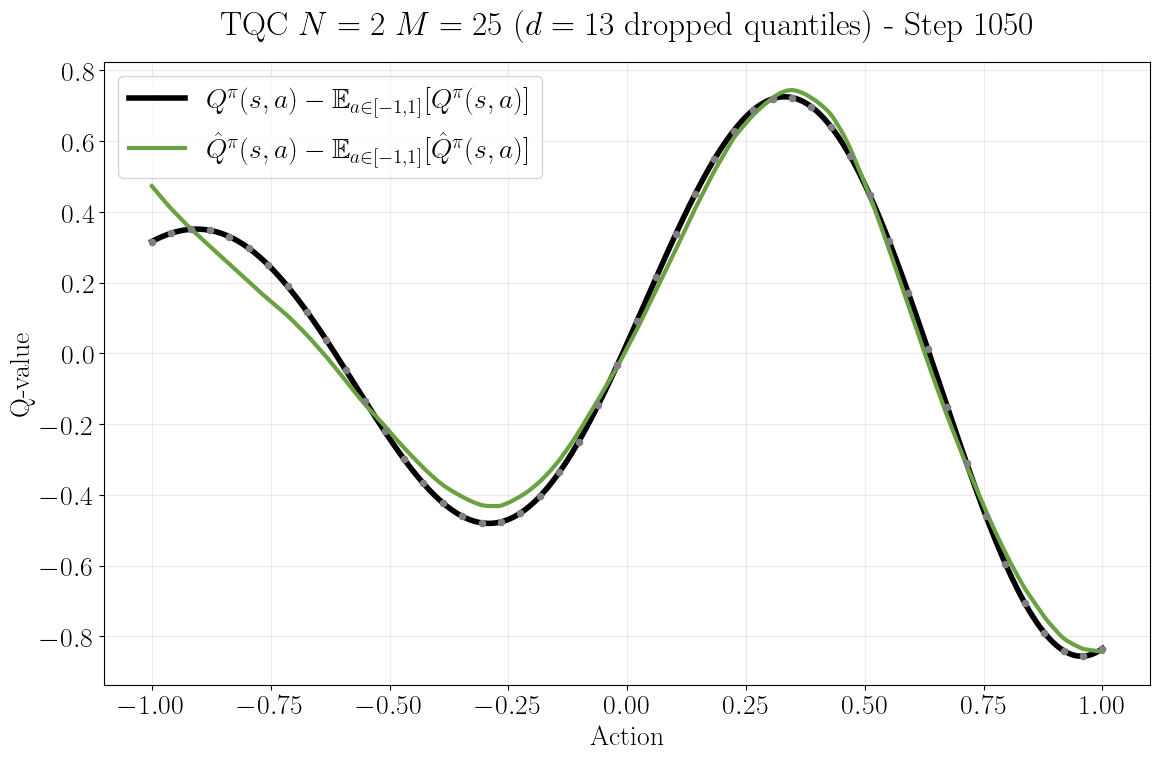 TQC N = 2 M = 25 (d = 13 dropped quantiles) - Step 1050
Q^π(s, a) − 𝔼_{a∈[−1,1]}[Q^π(s, a)]
Q̂^π(s, a) − 𝔼_{a∈[−1,1]}[Q̂^π(s, a)]
0.8
0.6
0.4
0.2
0.0
−0.2
−0.4
−0.6
−0.8
Q-value
−1.00 −0.75 −0.50 −0.25 0.00 0.25 0.50 0.75 1.00
Action